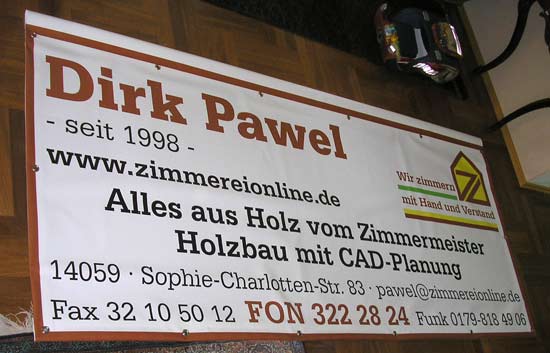 Dirk Pawel
- seit 1998 -
www.zimmereionline.de
Wir zimmern
mit Hand und Verstand
Alles aus Holz vom Zimmermeister
Holzbau mit CAD-Planung
14059 · Sophie-Charlotten-Str. 83 · pawel@zimmereionline.de
Fax 32 10 50 12 FON 322 28 24 Funk 0179-818 49 06